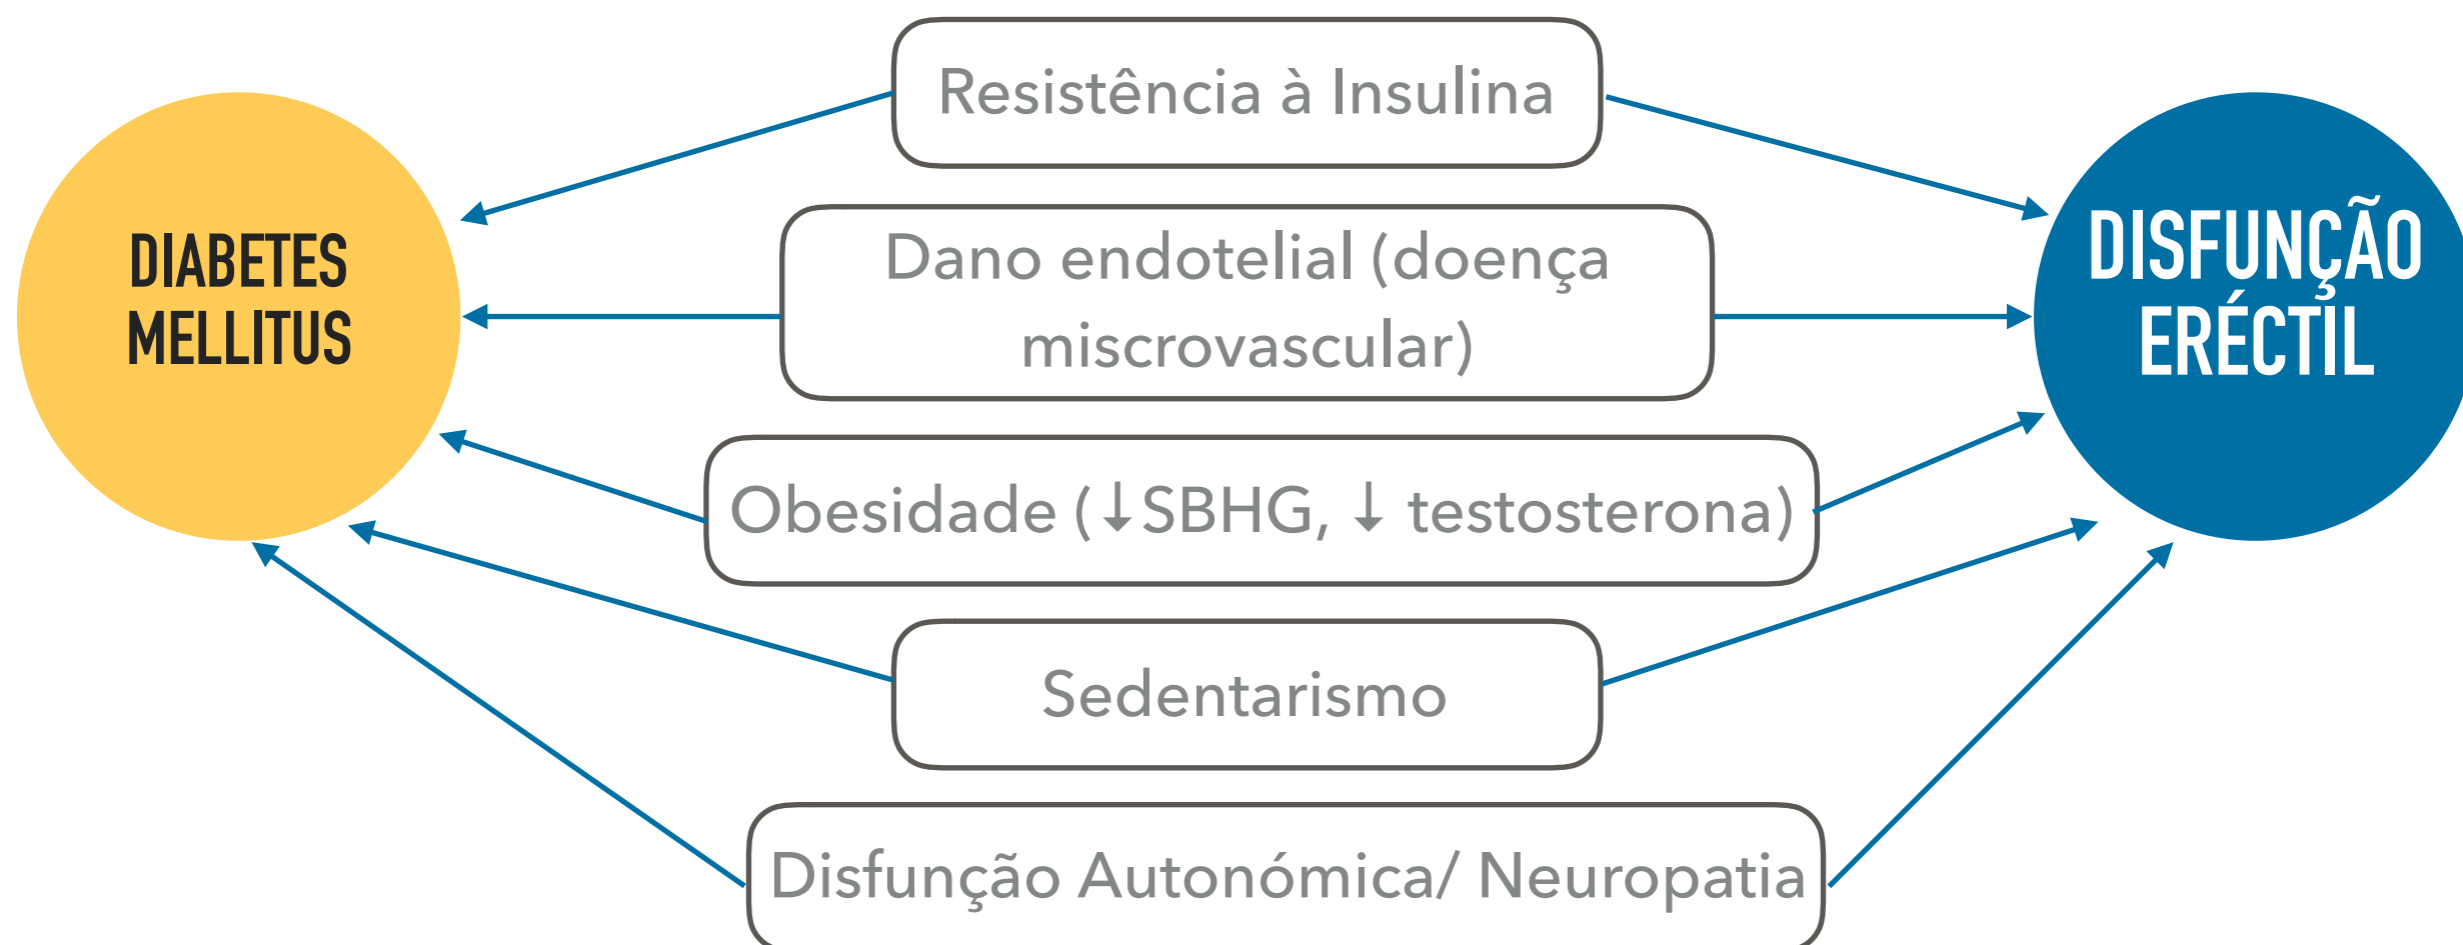 Resistência à Insulina
DIABETES
MELLITUS
Dano endotelial (doença
miscrovascular)
DISFUNÇÃO
ERÉCTIL
Obesidade (↓SBHG, ↓ testosterona)
Sedentarismo
Disfunção Autonómica/ Neuropatia